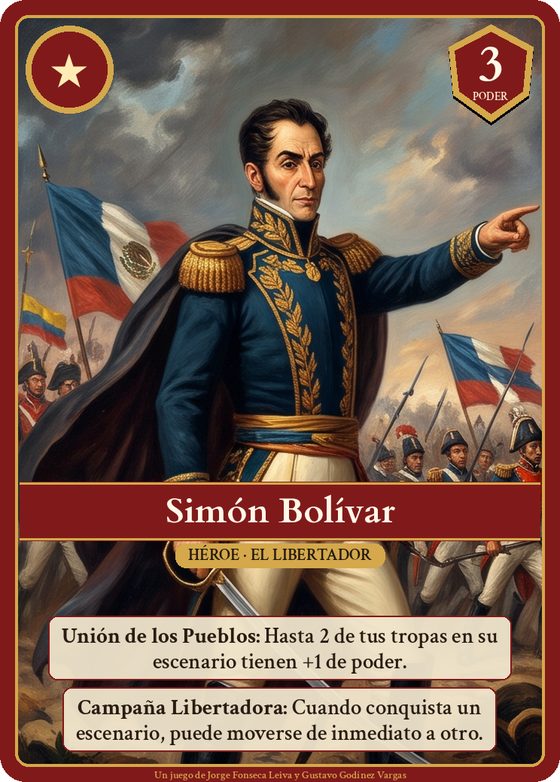 3
PODER
Simón Bolívar
HÉROE · EL LIBERTADOR
Unión de los Pueblos: Hasta 2 de tus tropas en su
escenario tienen +1 de poder.
Campaña Libertadora: Cuando conquista un
escenario, puede moverse de inmediato a otro.
Un juego de Jorge Fonseca Leiva y Gustavo Godínez Vargas